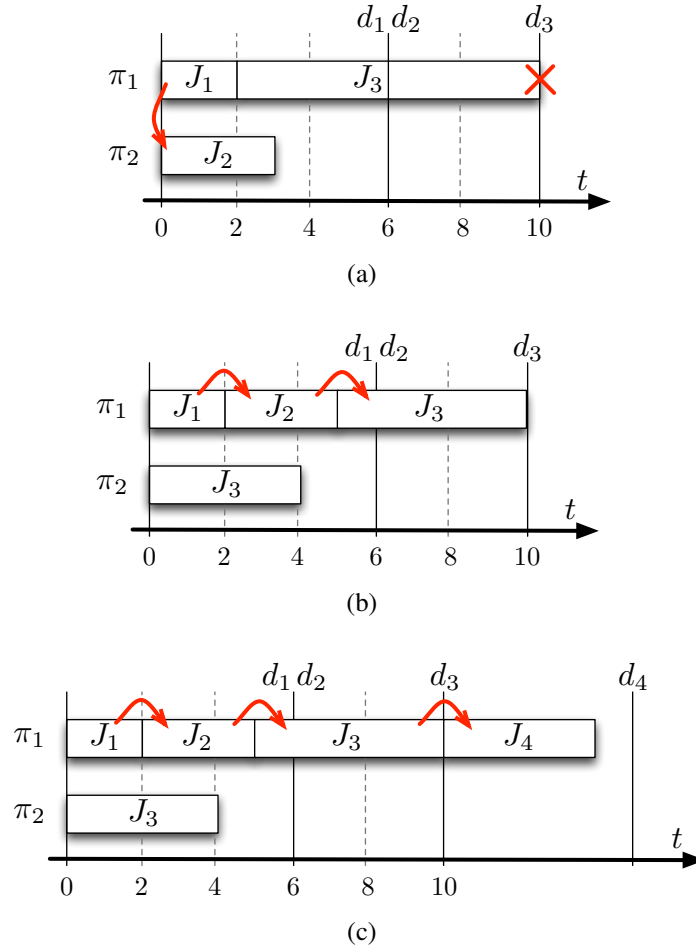 d₁ d₂ d₃
π₁ J₁ J₃
π₂ J₂
t
0 2 4 6 8 10
(a)
d₁ d₂ d₃
π₁ J₁ J₂ J₃
π₂ J₃
t
0 2 4 6 8 10
(b)
d₁ d₂ d₃ d₄
π₁ J₁ J₂ J₃ J₄
π₂ J₃
t
0 2 4 6 8 10
(c)